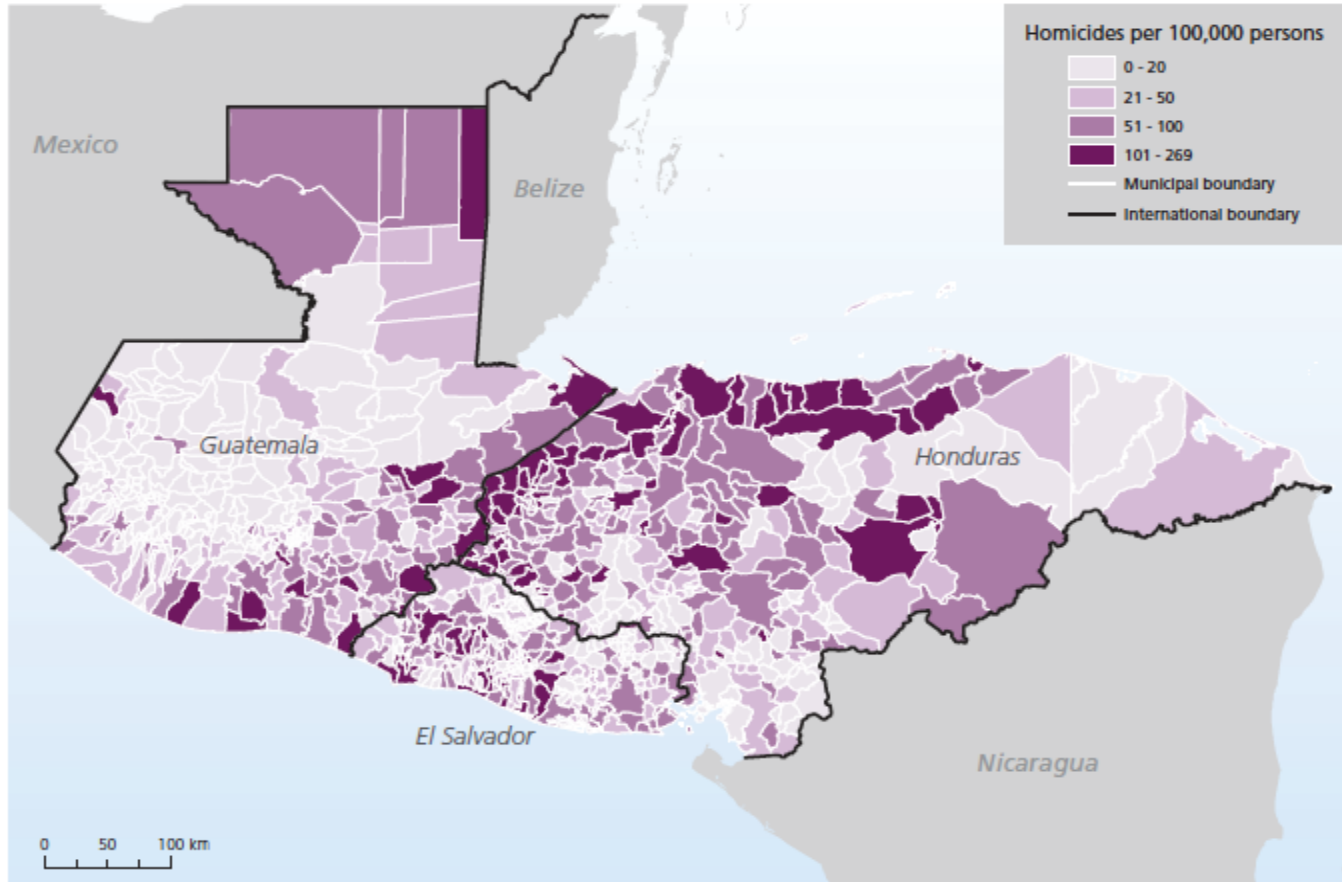 Homicides per 100,000 persons
0 - 20
21 - 50
51 - 100
101 - 269
Municipal boundary
International boundary
Mexico
Belize
Guatemala
Honduras
El Salvador
Nicaragua
0 50 100 km